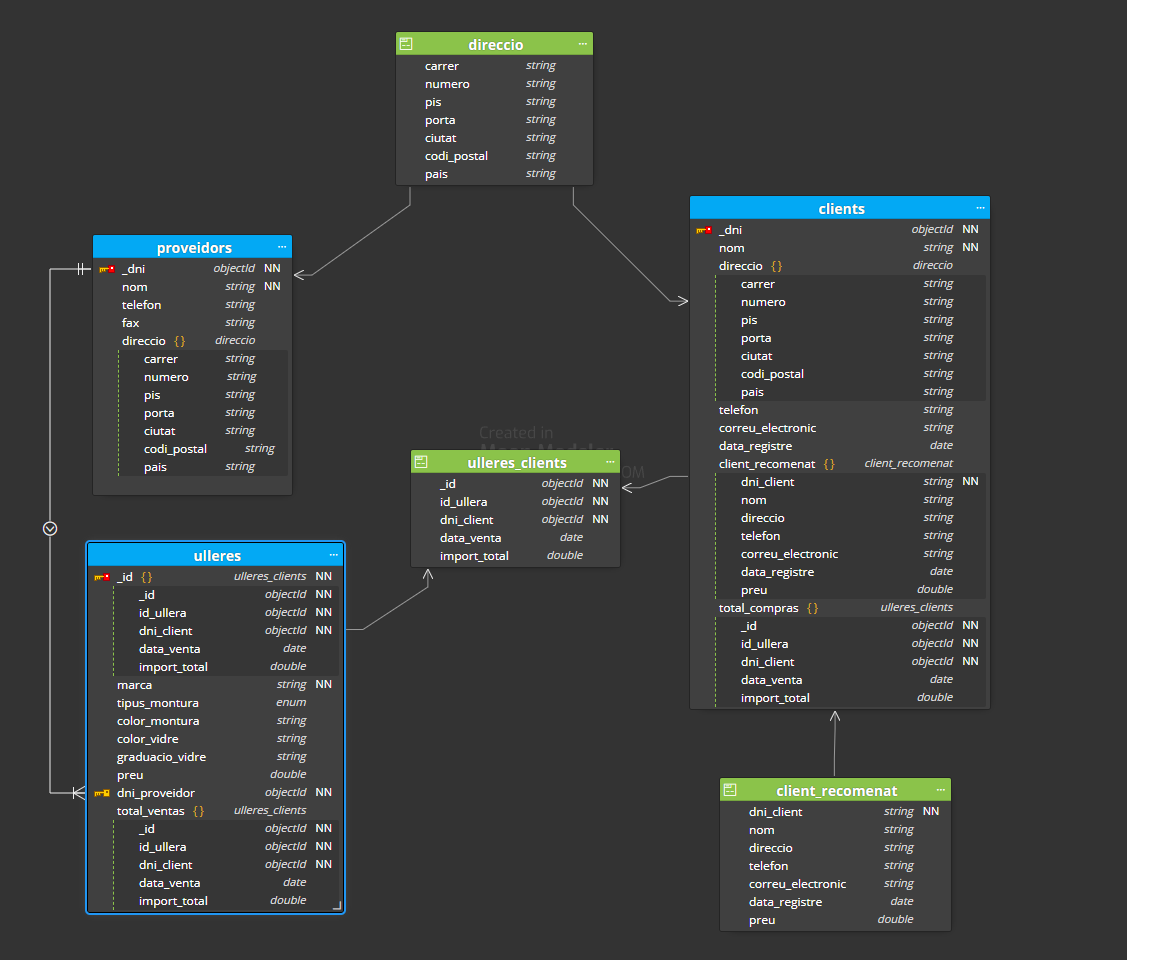 direccio ...
carrer string
numero string
pis string
porta string
ciutat string
codi_postal string
pais string
clients ...
_dni objectId NN
nom string NN
direccio {} direccio
carrer string
numero string
pis string
porta string
ciutat string
codi_postal string
pais string
telefon string
correu_electronic string
data_registre date
client_recomenat {} client_recomenat
dni_client string NN
nom string
direccio string
telefon string
correu_electronic string
data_registre date
preu double
total_compras {} ulleres_clients
_id objectId NN
id_ullera objectId NN
dni_client objectId NN
data_venta date
import_total double
proveidors ...
_dni objectId NN
nom string NN
telefon string
fax string
direccio {} direccio
carrer string
numero string
pis string
porta string
ciutat string
codi_postal string
pais string
Created in
OM
ulleres_clients ...
_id objectId NN
id_ullera objectId NN
dni_client objectId NN
data_venta date
import_total double
ulleres ...
_id {} ulleres_clients NN
_id objectId NN
id_ullera objectId NN
dni_client objectId NN
data_venta date
import_total double
marca string NN
tipus_montura enum
color_montura string
color_vidre string
graduacio_vidre string
preu double
dni_proveidor objectId NN
total_ventas {} ulleres_clients
_id objectId NN
id_ullera objectId NN
dni_client objectId NN
data_venta date
import_total double
client_recomenat ...
dni_client string NN
nom string
direccio string
telefon string
correu_electronic string
data_registre date
preu double